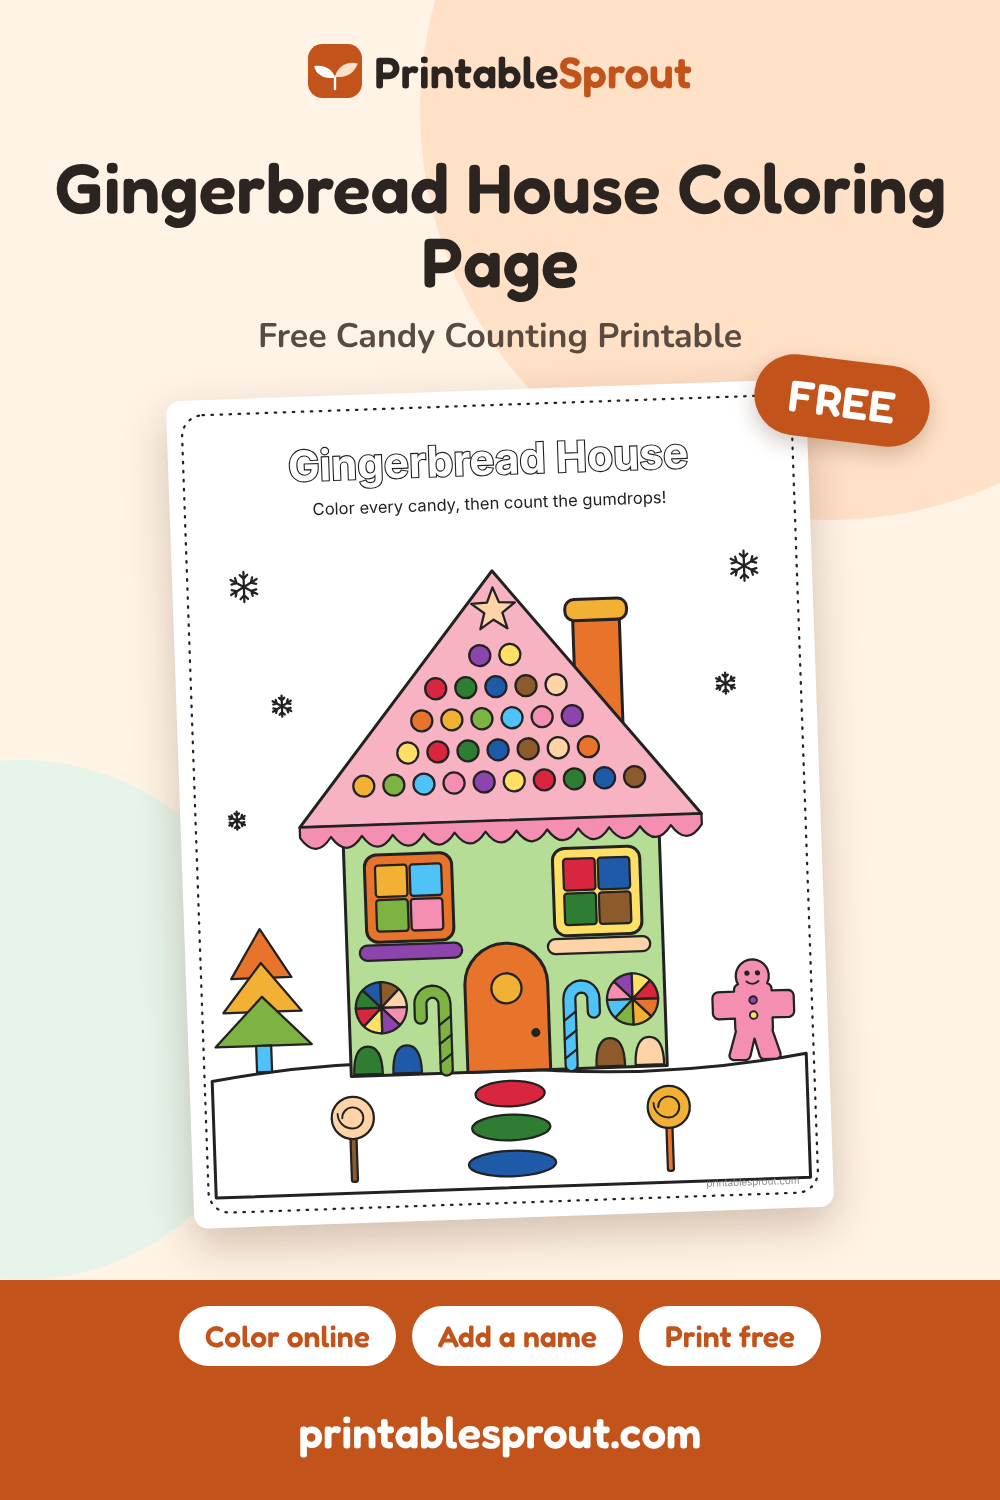 PrintableSprout
Gingerbread House Coloring
Page
Free Candy Counting Printable
FREE
Gingerbread House
Color every candy, then count the gumdrops!
printablesprout.com
Color online
Add a name
Print free
printablesprout.com